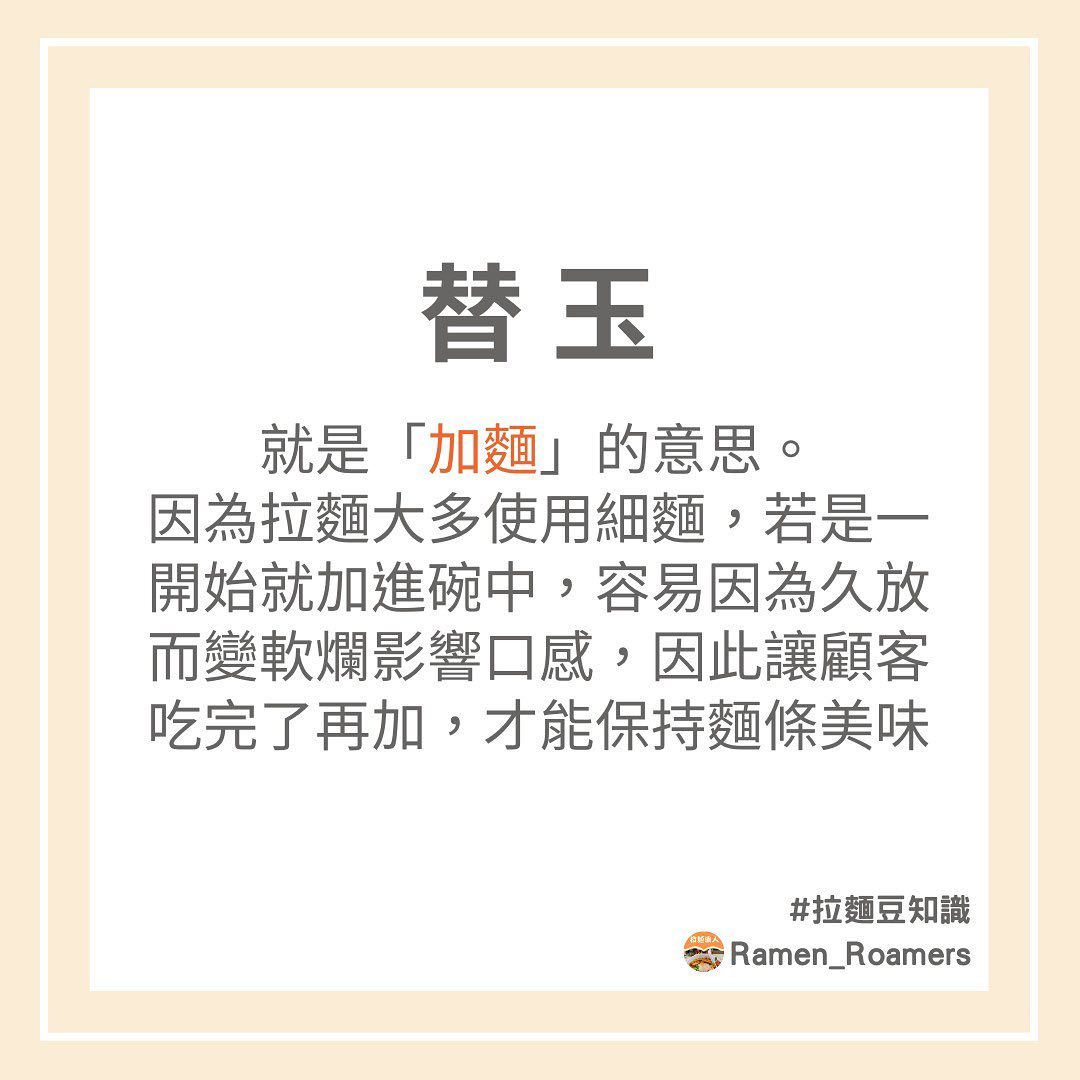 替玉
就是「加麵」的意思。
因為拉麵大多使用細麵，若是一
開始就加進碗中，容易因為久放
而變軟爛影響口感，因此讓顧客
吃完了再加，才能保持麵條美味
#拉麵豆知識
Ramen_Roamers